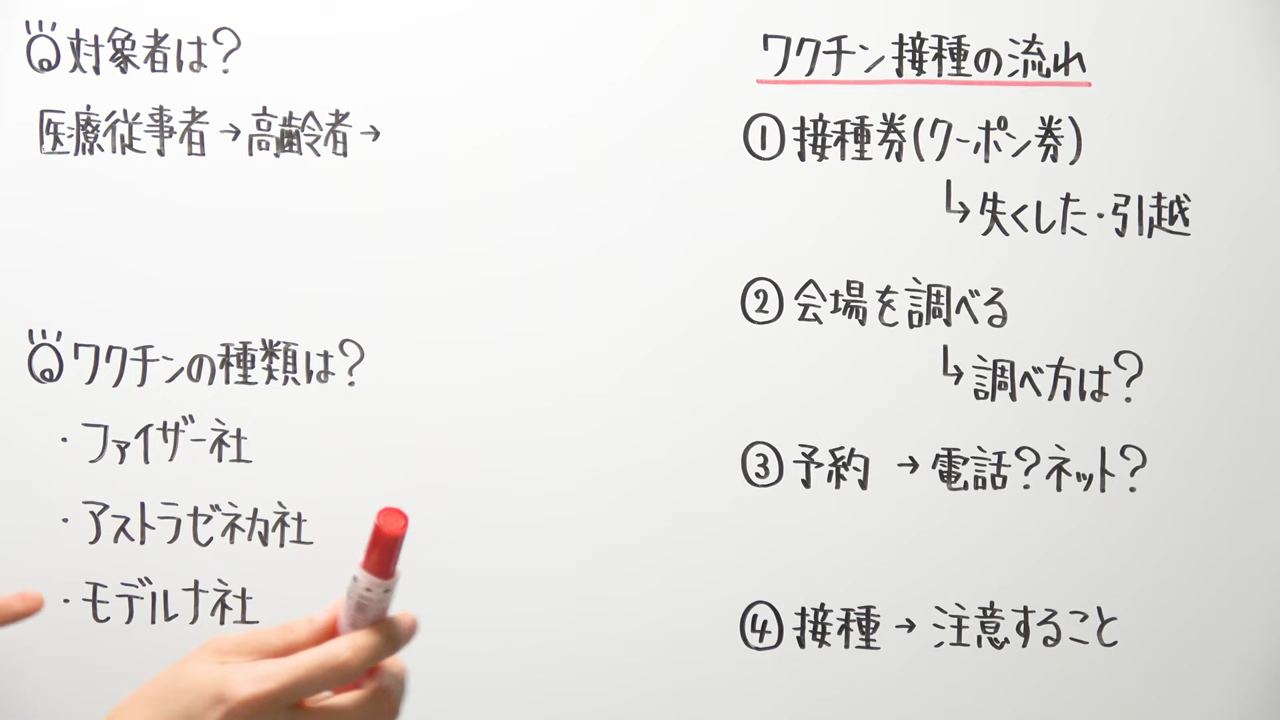 Q対象者は?
医療従事者→高齢者→
Qワクチンの種類は?
・ファイザー社
・アストラゼネカ社
・モデルナ社
ワクチン接種の流れ
①接種券(クーポン券)
↳失くした・引越
②会場を調べる
↳調べ方は?
③予約 → 電話?ネット?
④接種 → 注意すること